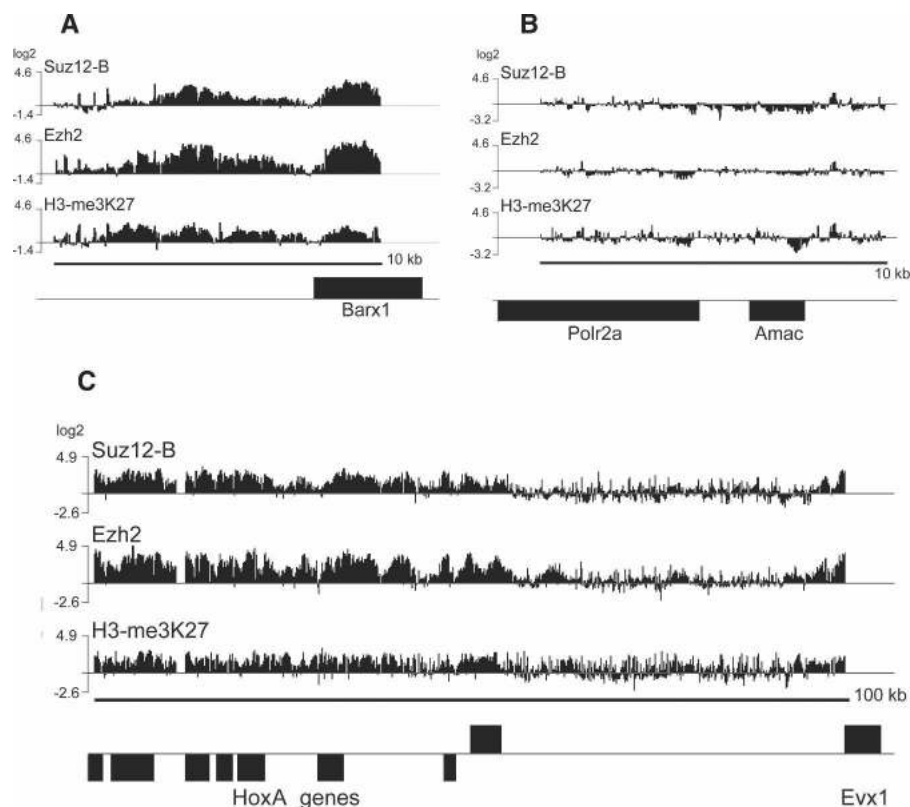 A
log2
Suz12-B
4.6
-1.4
Ezh2
4.6
-1.4
H3-me3K27
4.6
-1.4
10 kb
Barx1
B
log2
Suz12-B
4.6
-3.2
Ezh2
4.6
-3.2
H3-me3K27
4.6
-3.2
10 kb
Polr2a
Amac
C
log2
Suz12-B
4.9
-2.6
Ezh2
4.9
-2.6
H3-me3K27
4.9
-2.6
100 kb
HoxA genes
Evx1